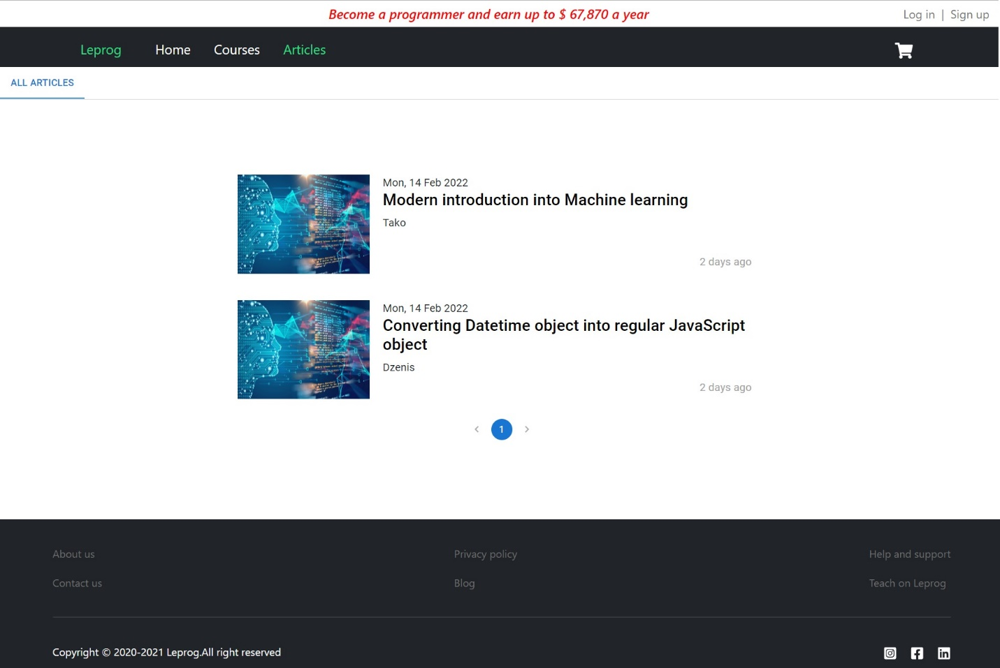 Become a programmer and earn up to $ 67,870 a year
Log in | Sign up
Leprog Home Courses Articles
ALL ARTICLES
Mon, 14 Feb 2022
Modern introduction into Machine learning
Tako
2 days ago
Mon, 14 Feb 2022
Converting Datetime object into regular JavaScript
object
Dzenis
2 days ago
1
About us Privacy policy Help and support
Contact us Blog Teach on Leprog
Copyright © 2020-2021 Leprog.All right reserved